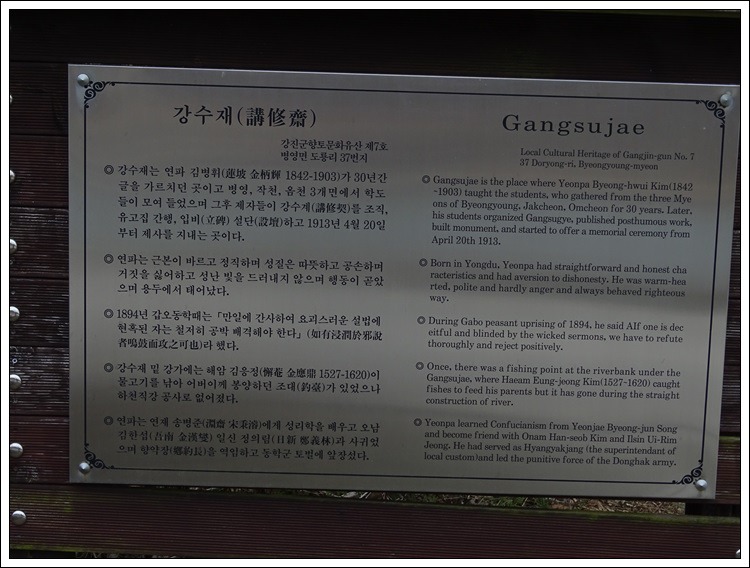 강수재(講修齋)
강진군향토문화유산 제7호
병영면 도룡리 37번지
◎ 강수재는 연파 김병휘(蓮坡 金柄輝 1842-1903)가 30년간
글을 가르치던 곳이고 병영, 작천, 옴천 3개면에서 학도
들이 모여 들었으며 그후 제자들이 강수계(講修契)를 조직,
유고집 간행, 입비(立碑) 설단(設壇)하고 1913년 4월 20일
부터 제사를 지내는 곳이다.
◎ 연파는 근본이 바르고 정직하며 성질은 따뜻하고 공손하며
거짓을 싫어하고 성난 빛을 드러내지 않으며 행동이 곧았
으며 용두에서 태어났다.
◎ 1894년 갑오동학때는「만일에 간사하여 요괴스러운 설법에
현혹된 자는 철저히 공박 배격해야 한다」(如有浸潤於邪說
者鳴鼓而攻之可也)라 했다.
◎ 강수재 밑 강가에는 해암 김응정(懈菴 金應鼎 1527-1620)이
물고기를 낚아 어버이께 봉양하던 조대(釣臺)가 있었으나
하천직강 공사로 없어졌다.
◎ 연파는 연재 송병준(淵齋 宋秉濬)에게 성리학을 배우고 오남
김한섭(吾南 金漢燮) 일신 정의림(日新 鄭義林)과 사귀었
으며 향약장(鄕約長)을 역임하고 동학군 토벌에 앞장섰다.
Gangsujae
Local Cultural Heritage of Gangjin-gun No. 7
37 Doryong-ri, Byeongyoung-myeon
◎ Gangsujae is the place where Yeonpa Byeong-hwui Kim(1842
-1903) taught the students, who gathered from the three Mye
ons of Byeongyoung, Jakcheon, Omcheon for 30 years. Later,
his students organized Gangsugye, published posthumous work,
built monument, and started to offer a memorial ceremony from
April 20th 1913.
◎ Born in Yongdu, Yeonpa had straightforward and honest cha
racteristics and had aversion to dishonesty. He was warm-hea
rted, polite and hardly anger and always behaved righteous
way.
◎ During Gabo peasant uprising of 1894, he said AIf one is dec
eitful and blinded by the wicked sermons, we have to refute
thoroughly and reject positively.
◎ Once, there was a fishing point at the riverbank under the
Gangsujae, where Haeam Eung-jeong Kim(1527-1620) caught
fishes to feed his parents but it has gone during the straight
construction of river.
◎ Yeonpa learned Confucianism from Yeonjae Byeong-jun Song
and become friend with Onam Han-seob Kim and Ilsin Ui-Rim
Jeong. He had served as Hyangyakjang (the superintendant of
local custom)and led the punitive force of the Donghak army.